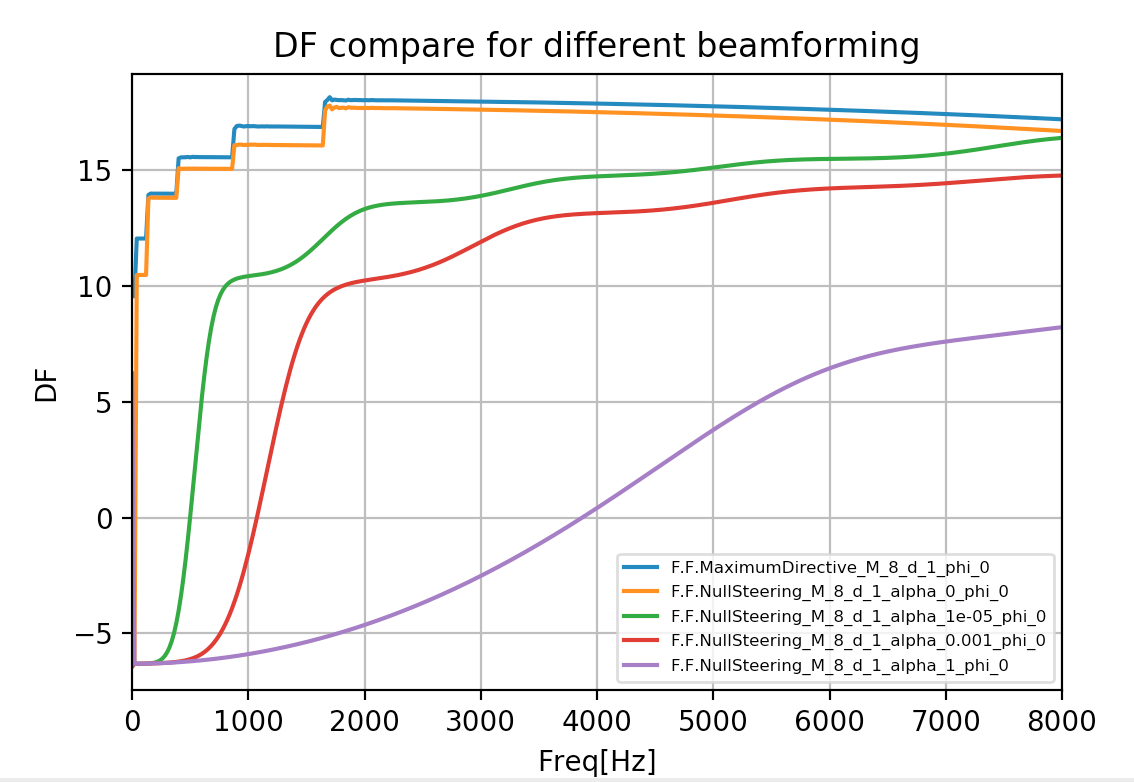 DF compare for different beamforming
DF
15
10
5
0
−5
F.F.MaximumDirective_M_8_d_1_phi_0
F.F.NullSteering_M_8_d_1_alpha_0_phi_0
F.F.NullSteering_M_8_d_1_alpha_1e-05_phi_0
F.F.NullSteering_M_8_d_1_alpha_0.001_phi_0
F.F.NullSteering_M_8_d_1_alpha_1_phi_0
0 1000 2000 3000 4000 5000 6000 7000 8000
Freq[Hz]